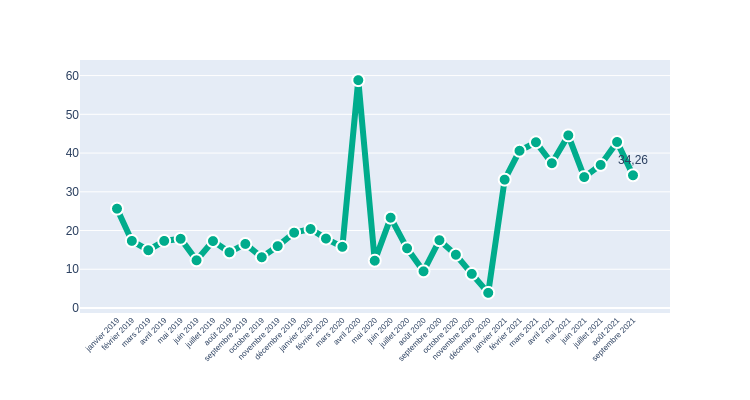 60
50
40
34,26
30
20
10
0
janvier 2019
février 2019
mars 2019
avril 2019
mai 2019
juin 2019
juillet 2019
août 2019
septembre 2019
octobre 2019
novembre 2019
décembre 2019
janvier 2020
février 2020
mars 2020
avril 2020
mai 2020
juin 2020
juillet 2020
août 2020
septembre 2020
octobre 2020
novembre 2020
décembre 2020
janvier 2021
février 2021
mars 2021
avril 2021
mai 2021
juin 2021
juillet 2021
août 2021
septembre 2021